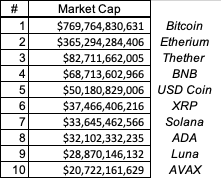 # Market Cap
1 $769,764,830,631 Bitcoin
2 $365,294,284,406 Etherium
3 $82,711,662,005 Thether
4 $68,713,602,966 BNB
5 $50,180,829,006 USD Coin
6 $37,466,406,216 XRP
7 $33,645,462,566 Solana
8 $32,102,332,235 ADA
9 $28,870,146,132 Luna
10 $20,722,161,629 AVAX